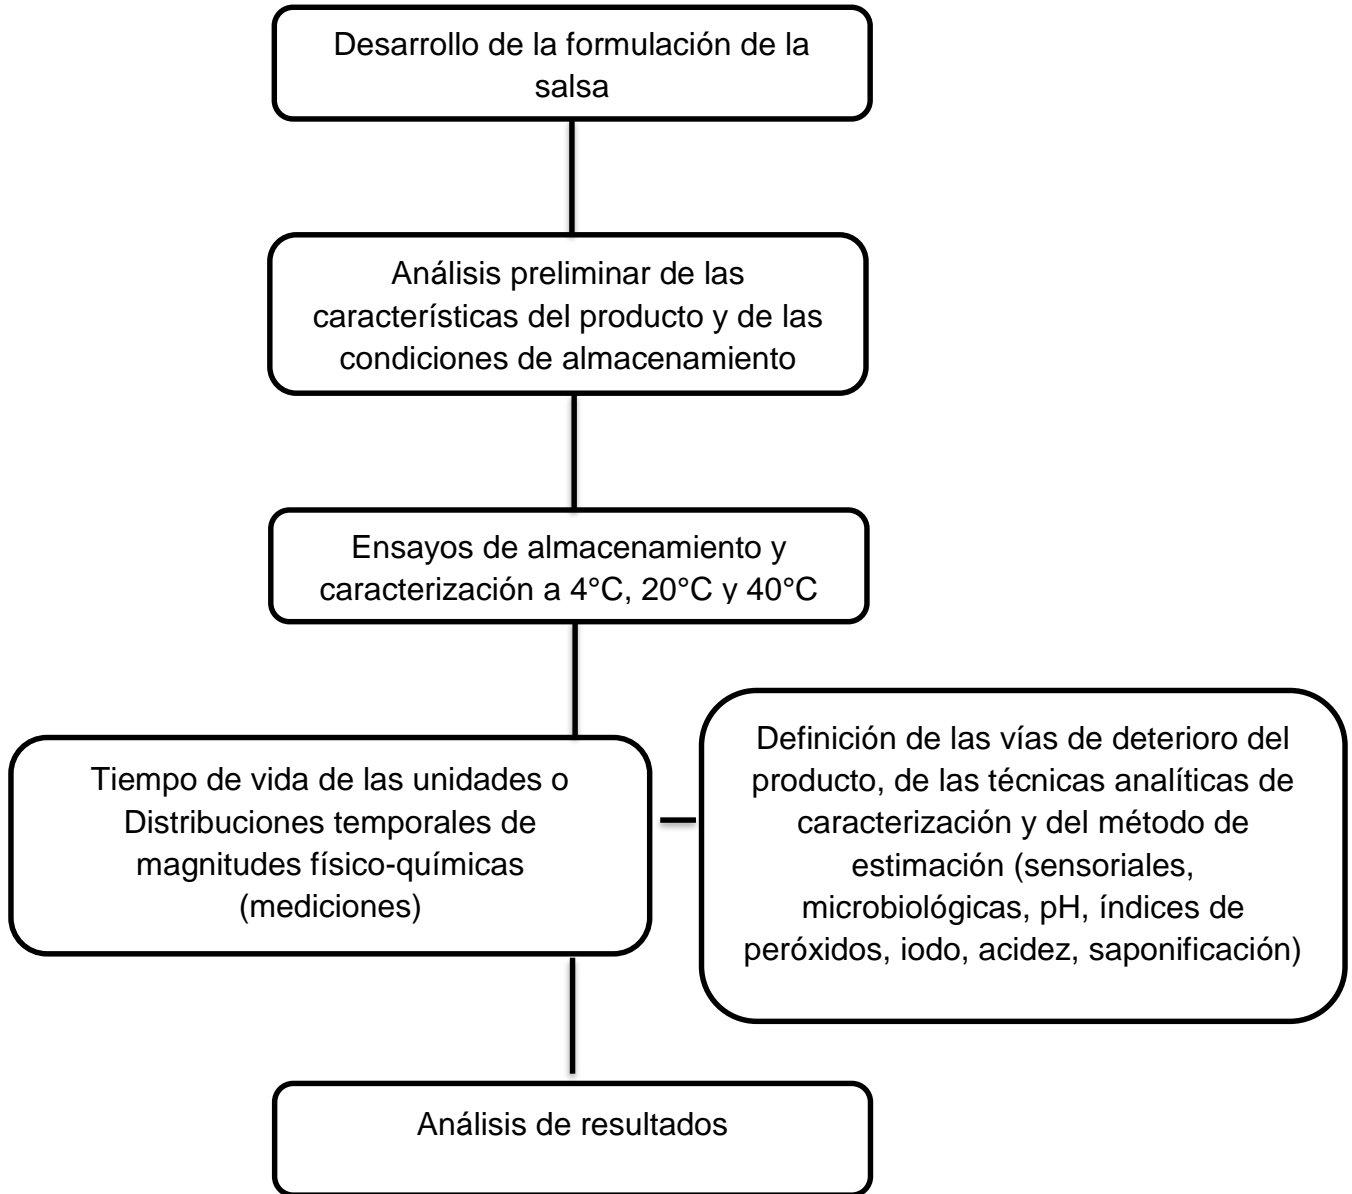 Desarrollo de la formulación de la
salsa
Análisis preliminar de las
características del producto y de las
condiciones de almacenamiento
Ensayos de almacenamiento y
caracterización a 4°C, 20°C y 40°C
Tiempo de vida de las unidades o
Distribuciones temporales de
magnitudes físico-químicas
(mediciones)
Definición de las vías de deterioro del
producto, de las técnicas analíticas de
caracterización y del método de
estimación (sensoriales,
microbiológicas, pH, índices de
peróxidos, iodo, acidez, saponificación)
Análisis de resultados